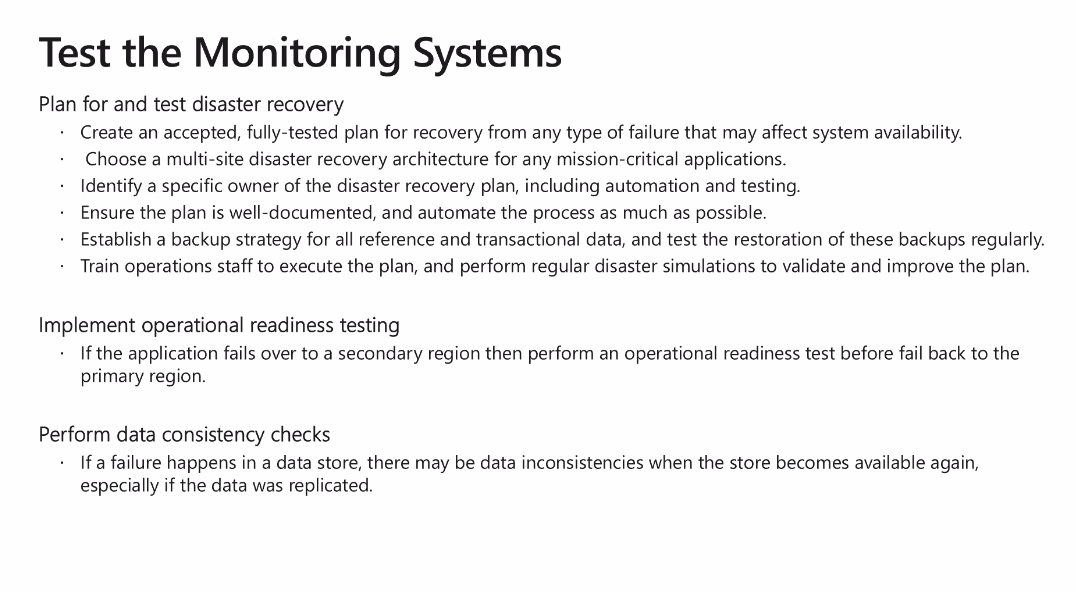 Test the Monitoring Systems
Plan for and test disaster recovery
· Create an accepted, fully-tested plan for recovery from any type of failure that may affect system availability.
· Choose a multi-site disaster recovery architecture for any mission-critical applications.
· Identify a specific owner of the disaster recovery plan, including automation and testing.
· Ensure the plan is well-documented, and automate the process as much as possible.
· Establish a backup strategy for all reference and transactional data, and test the restoration of these backups regularly.
· Train operations staff to execute the plan, and perform regular disaster simulations to validate and improve the plan.
Implement operational readiness testing
· If the application fails over to a secondary region then perform an operational readiness test before fail back to the
primary region.
Perform data consistency checks
· If a failure happens in a data store, there may be data inconsistencies when the store becomes available again,
especially if the data was replicated.